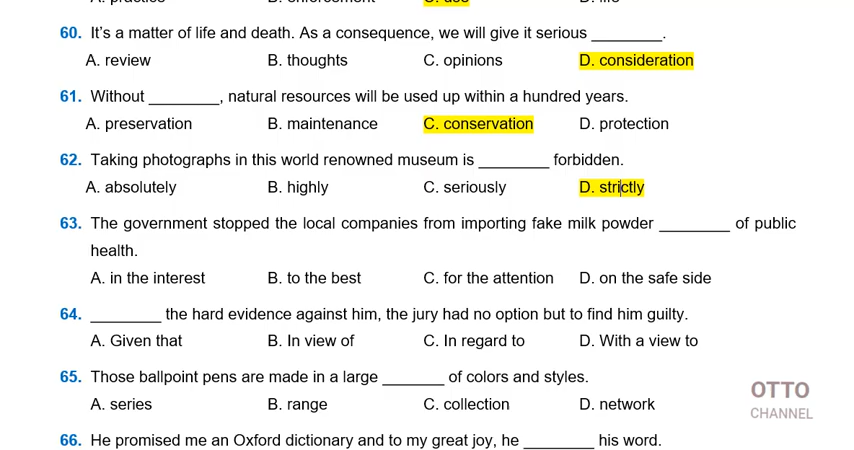 60. It's a matter of life and death. As a consequence, we will give it serious ________.
A. review B. thoughts C. opinions D. consideration
61. Without ________, natural resources will be used up within a hundred years.
A. preservation B. maintenance C. conservation D. protection
62. Taking photographs in this world renowned museum is ________ forbidden.
A. absolutely B. highly C. seriously D. strictly
63. The government stopped the local companies from importing fake milk powder ________ of public
health.
A. in the interest B. to the best C. for the attention D. on the safe side
64. ________ the hard evidence against him, the jury had no option but to find him guilty.
A. Given that B. In view of C. In regard to D. With a view to
65. Those ballpoint pens are made in a large _______ of colors and styles.
A. series B. range C. collection D. network
OTTO
CHANNEL
66. He promised me an Oxford dictionary and to my great joy, he ________ his word.